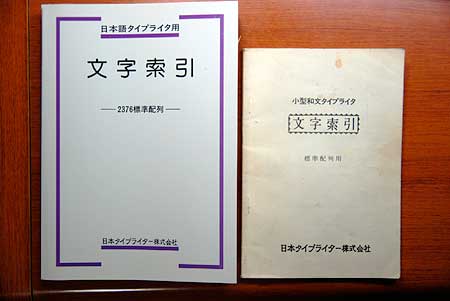 日本語タイプライタ用
文字索引
2376標準配列
日本タイプライター株式会社
小型和文タイプライタ
文字索引
標準配列用
日本タイプライター株式会社